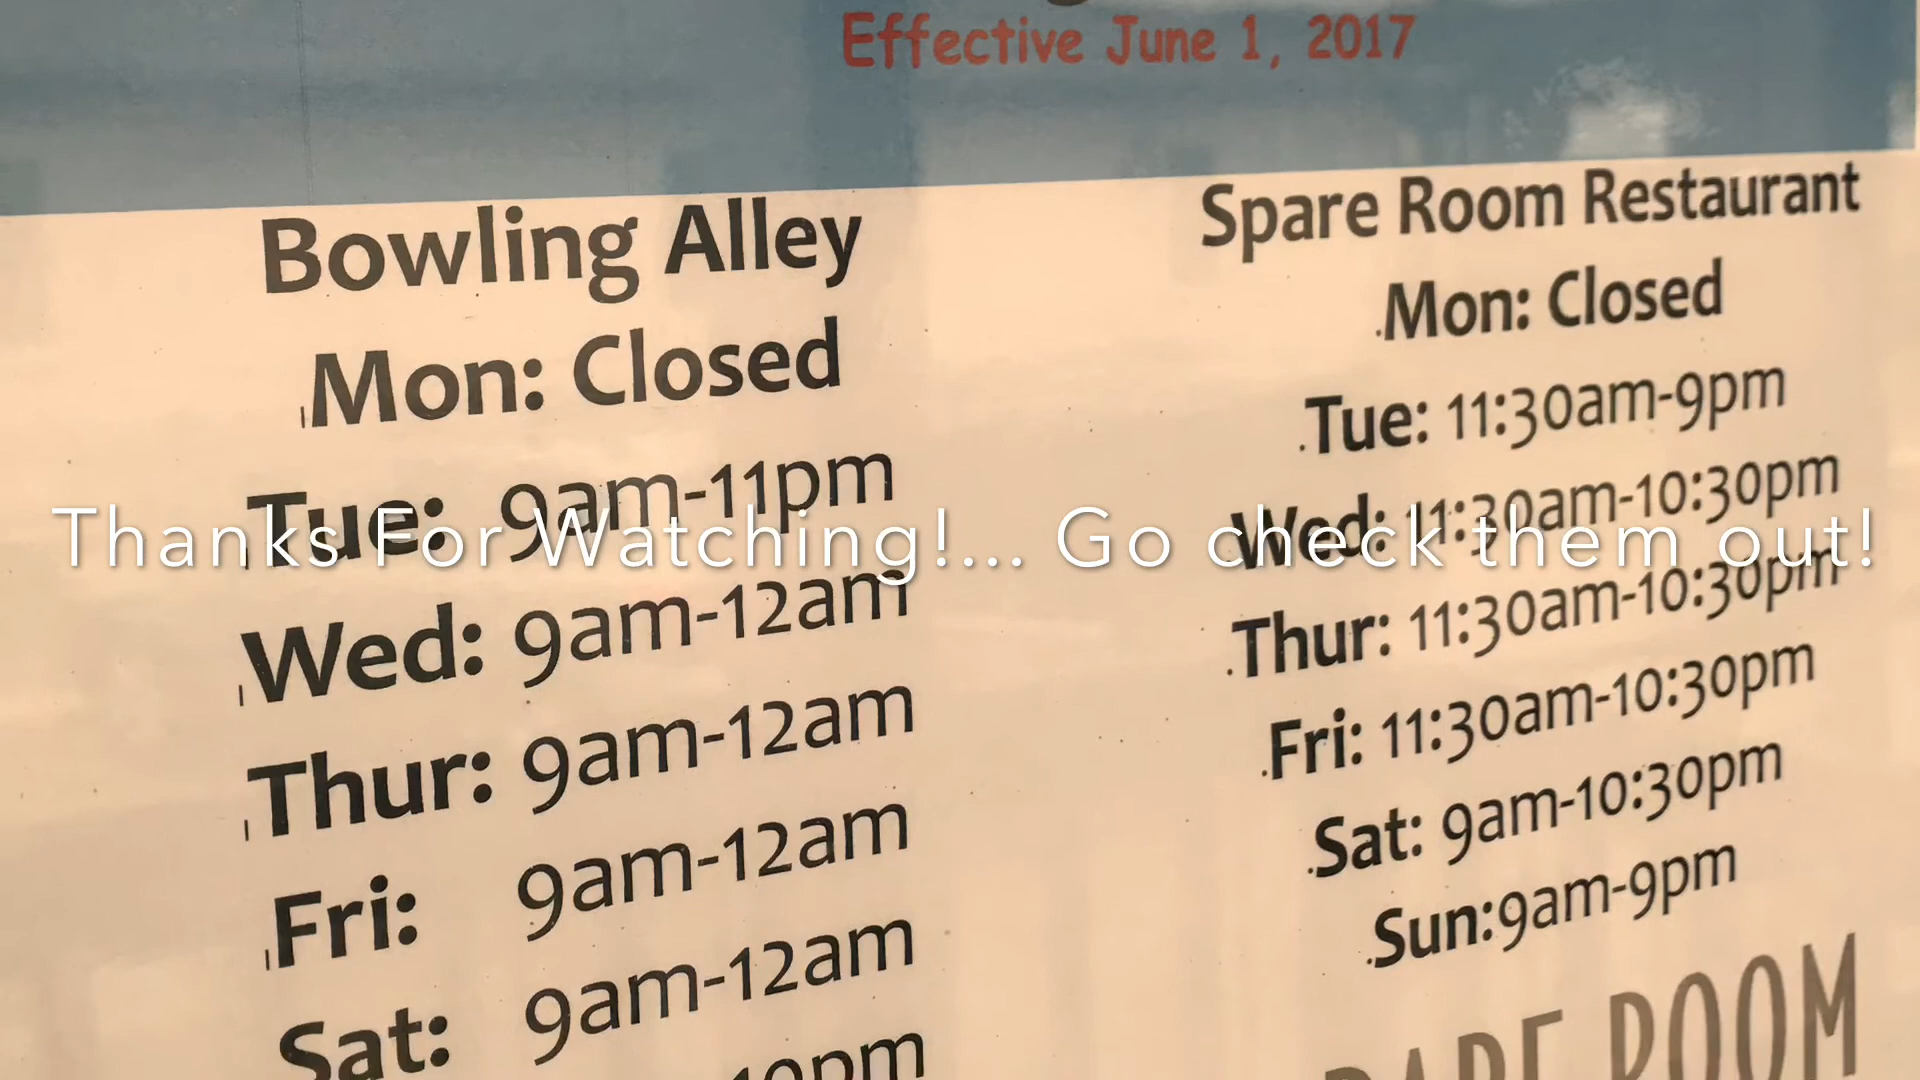 Effective June 1, 2017
Bowling Alley
Mon: Closed
Tue: 9am-11pm
Wed: 9am-12am
Thur: 9am-12am
Fri: 9am-12am
Sat: 9am-12am
Spare Room Restaurant
Mon: Closed
Tue: 11:30am-9pm
Wed: 11:30am-10:30pm
Thur: 11:30am-10:30pm
Fri: 11:30am-10:30pm
Sat: 9am-10:30pm
Sun:9am-9pm
ROOM
Thanks For Watching!... Go check them out!